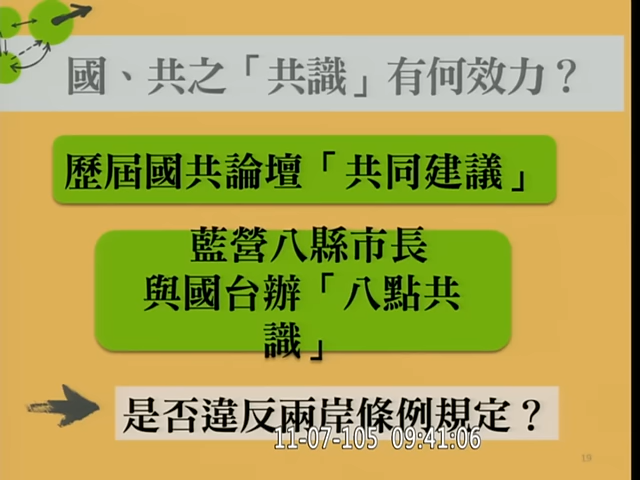 國、共之「共識」有何效力？
歷屆國共論壇「共同建議」
藍營八縣市長
與國台辦「八點共
識」
是否違反兩岸條例規定？
11-07-105 09:41:06
19